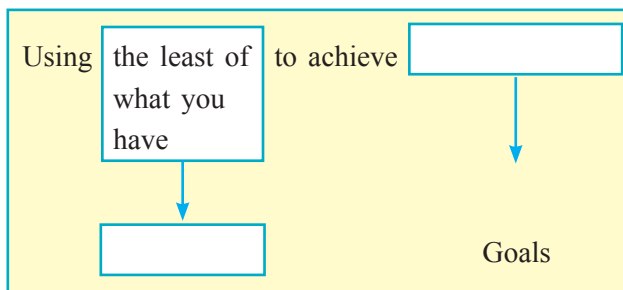 Using the least of to achieve
what you
have
Goals